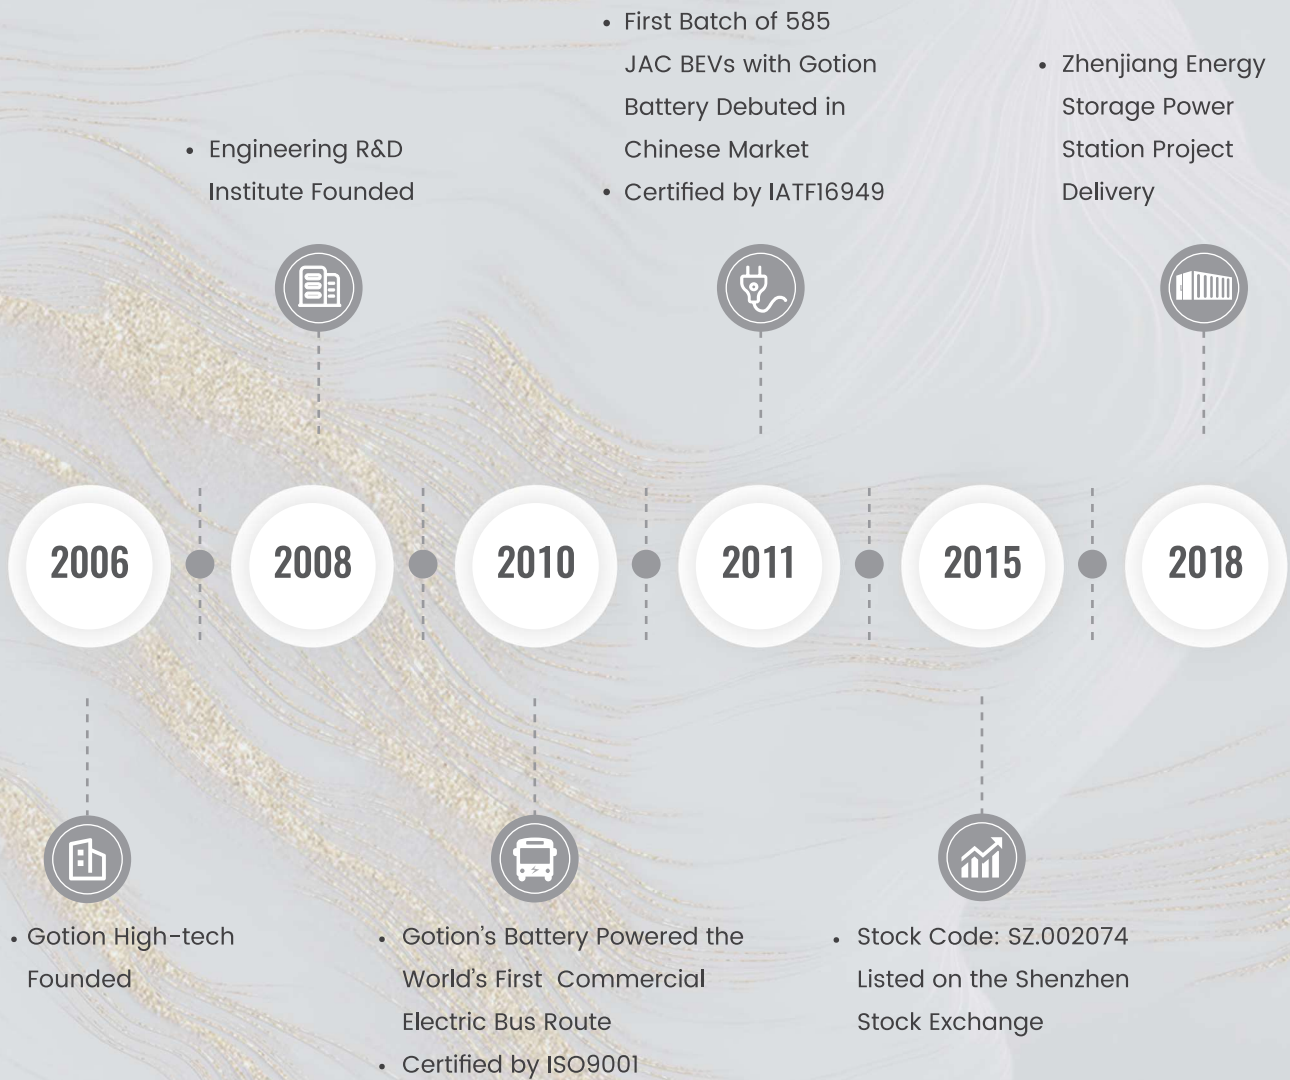 • First Batch of 585
JAC BEVs with Gotion
Battery Debuted in
Chinese Market
• Certified by IATF16949
• Zhenjiang Energy
Storage Power
Station Project
Delivery
• Engineering R&D
Institute Founded
2006
2008
2010
2011
2015
2018
• Gotion High-tech
Founded
• Gotion's Battery Powered the
World's First Commercial
Electric Bus Route
• Certified by ISO9001
• Stock Code: SZ.002074
Listed on the Shenzhen
Stock Exchange